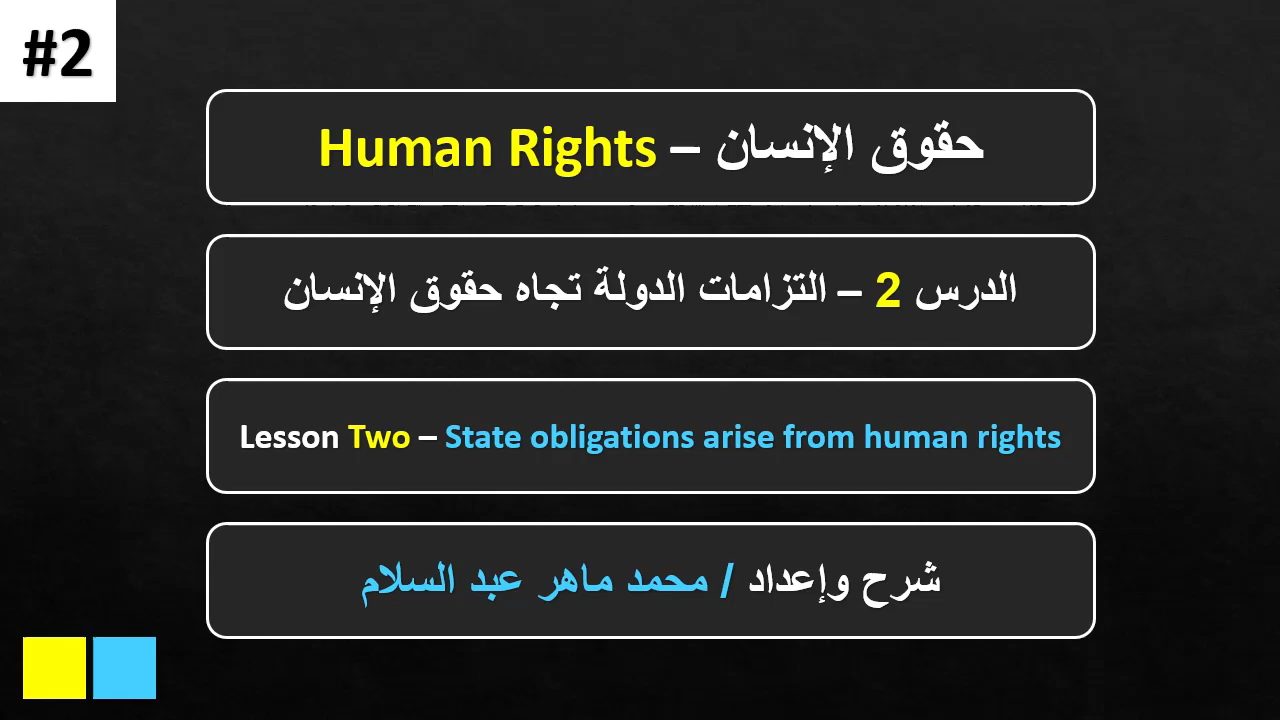 #2
حقوق الإنسان – Human Rights
الدرس 2 – التزامات الدولة تجاه حقوق الإنسان
Lesson Two – State obligations arise from human rights
شرح وإعداد / محمد ماهر عبد السلام